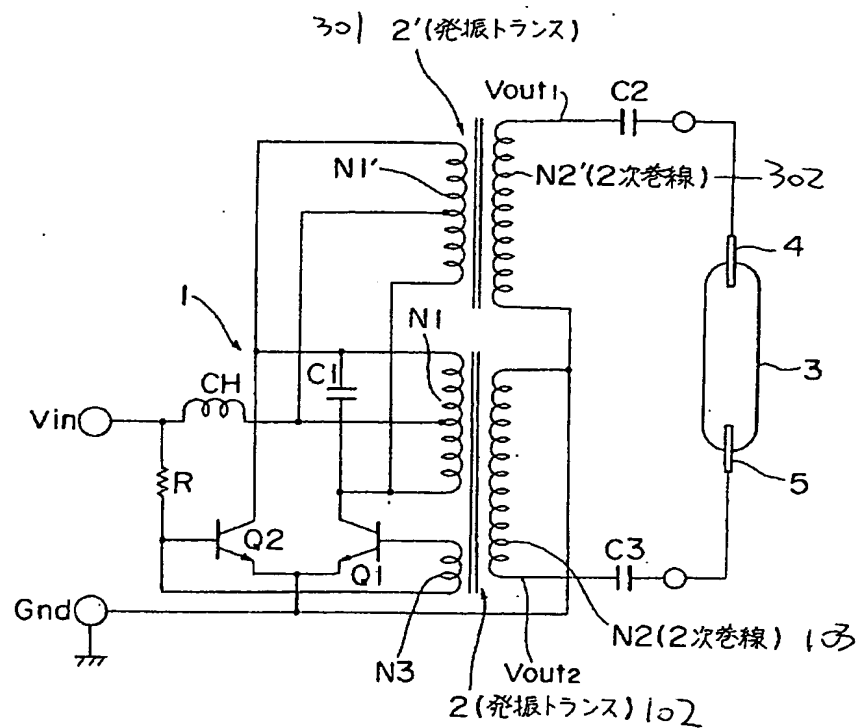 301 2'(発振トランス)
Vout1 C2
N1' N2'(2次巻線) 302
4
1 N1
CH C1 3
Vin
R 5
Q2 Q1 C3
Gnd
N2(2次巻線) 103
N3 Vout2
2(発振トランス) 102